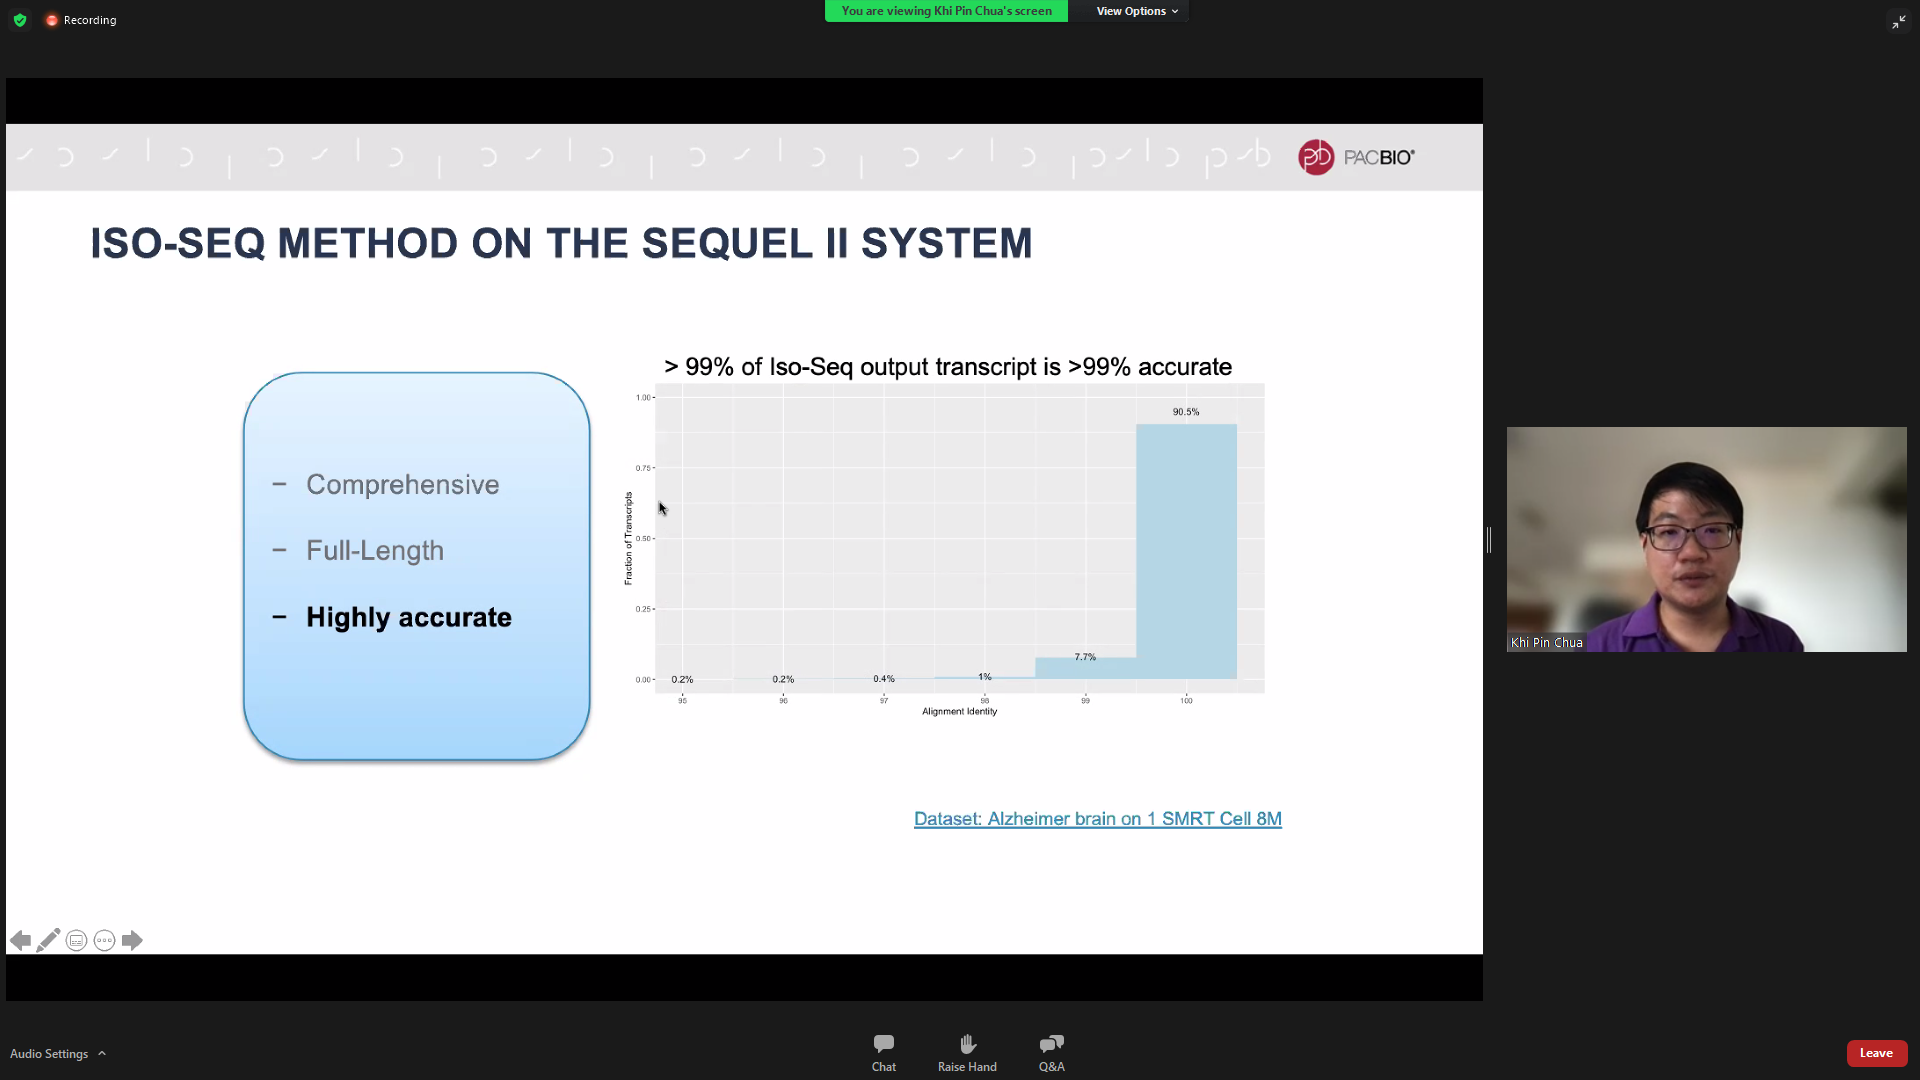 Recording
You are viewing Khi Pin Chua's screen
View Options
PACBIO®
ISO-SEQ METHOD ON THE SEQUEL II SYSTEM
- Comprehensive
- Full-Length
- Highly accurate
> 99% of Iso-Seq output transcript is >99% accurate
1.00
0.75
0.50
0.25
0.00
Fraction of Transcripts
0.2%
0.2%
0.4%
1%
7.7%
90.5%
95
96
97
98
99
100
Alignment Identity
Dataset: Alzheimer brain on 1 SMRT Cell 8M
Khi Pin Chua
Audio Settings
Chat
Raise Hand
Q&A
Leave